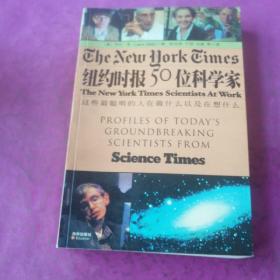 The New York Times
纽约时报50位科学家
The New York Times Scientists At Work
这些最聪明的人在做什么以及在想什么
PROFILES OF TODAY'S
GROUNDBREAKING
SCIENTISTS FROM
Science Times